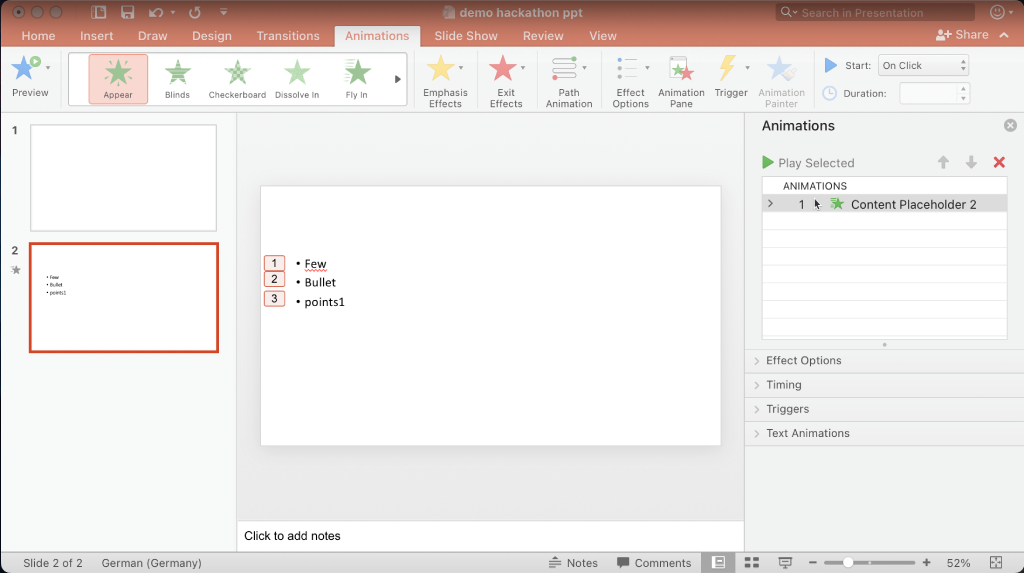 demo hackathon ppt
Search in Presentation
Home Insert Draw Design Transitions Animations Slide Show Review View Share
Preview
Appear Blinds Checkerboard Dissolve In Fly In
Emphasis Effects
Exit Effects
Path Animation
Effect Options
Animation Pane
Trigger
Animation Painter
Start: On Click
Duration:
1
2
• Few
• Bullet
• points1
1 • Few
2 • Bullet
3 • points1
Click to add notes
Animations
Play Selected
ANIMATIONS
1 Content Placeholder 2
Effect Options
Timing
Triggers
Text Animations
Slide 2 of 2 German (Germany) Notes Comments 52%